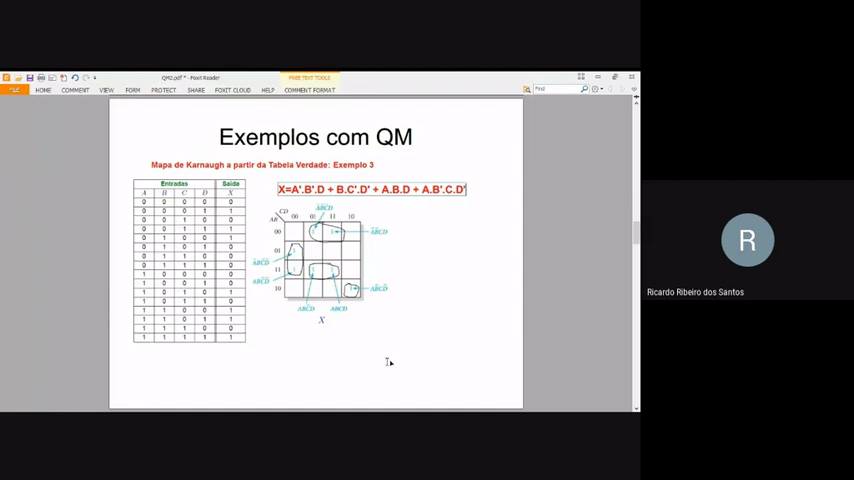 QM2.pdf * - Foxit Reader
FREE TEXT TOOLS
HOME COMMENT VIEW FORM PROTECT SHARE FOXIT CLOUD HELP COMMENT FORMAT
Find
Exemplos com QM
Mapa de Karnaugh a partir da Tabela Verdade: Exemplo 3
X=A'.B'.D + B.C'.D' + A.B.D + A.B'.C.D'
Entradas Saída
A B C D X
0 0 0 0 0
0 0 0 1 1
0 0 1 0 0
0 0 1 1 1
0 1 0 0 1
0 1 0 1 0
0 1 1 0 0
0 1 1 1 0
1 0 0 0 0
1 0 0 1 0
1 0 1 0 1
1 0 1 1 0
1 1 0 0 1
1 1 0 1 1
1 1 1 0 0
1 1 1 1 1
CD
AB
00 01 11 10
00
01
11
10
X
R
Ricardo Ribeiro dos Santos